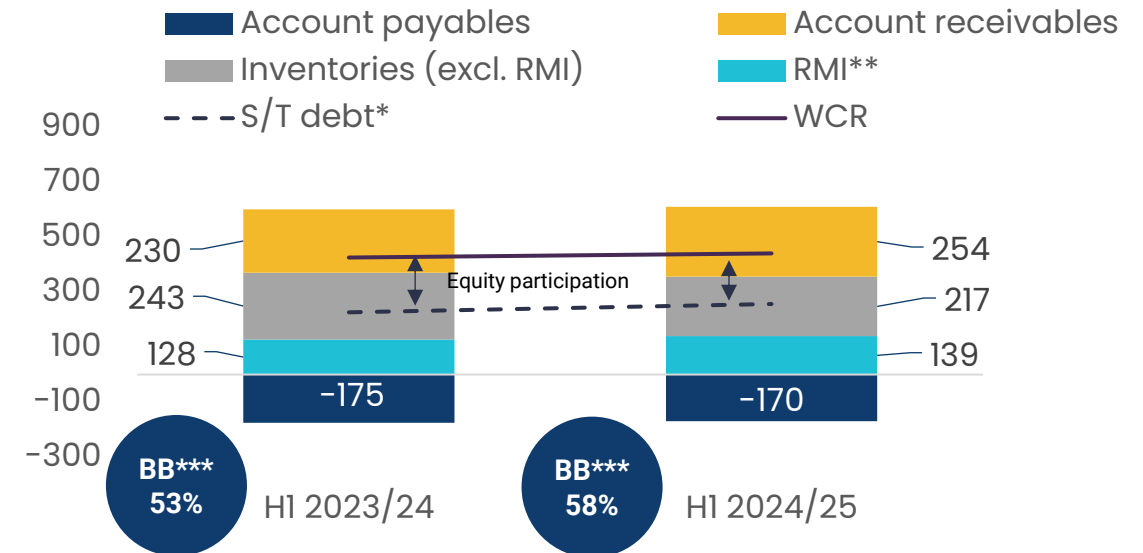 Account payables
Account receivables
Inventories (excl. RMI)
RMI**
S/T debt*
WCR
900
700
500
300
100
-100
-300
230
243
128
-175
Equity participation
254
217
139
-170
BB***
53%
H1 2023/24
BB***
58%
H1 2024/25